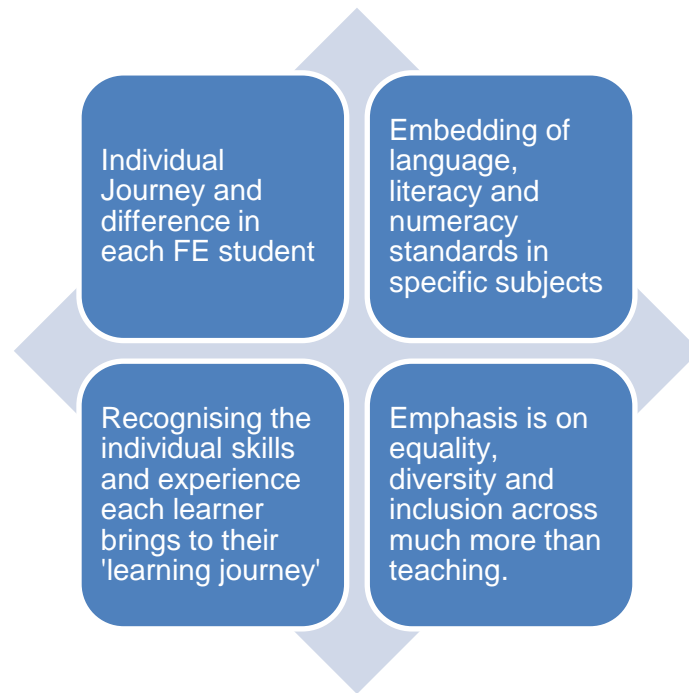 Individual
Journey and
difference in
each FE student
Embedding of
language,
literacy and
numeracy
standards in
specific subjects
Recognising the
individual skills
and experience
each learner
brings to their
'learning journey'
Emphasis is on
equality,
diversity and
inclusion across
much more than
teaching.